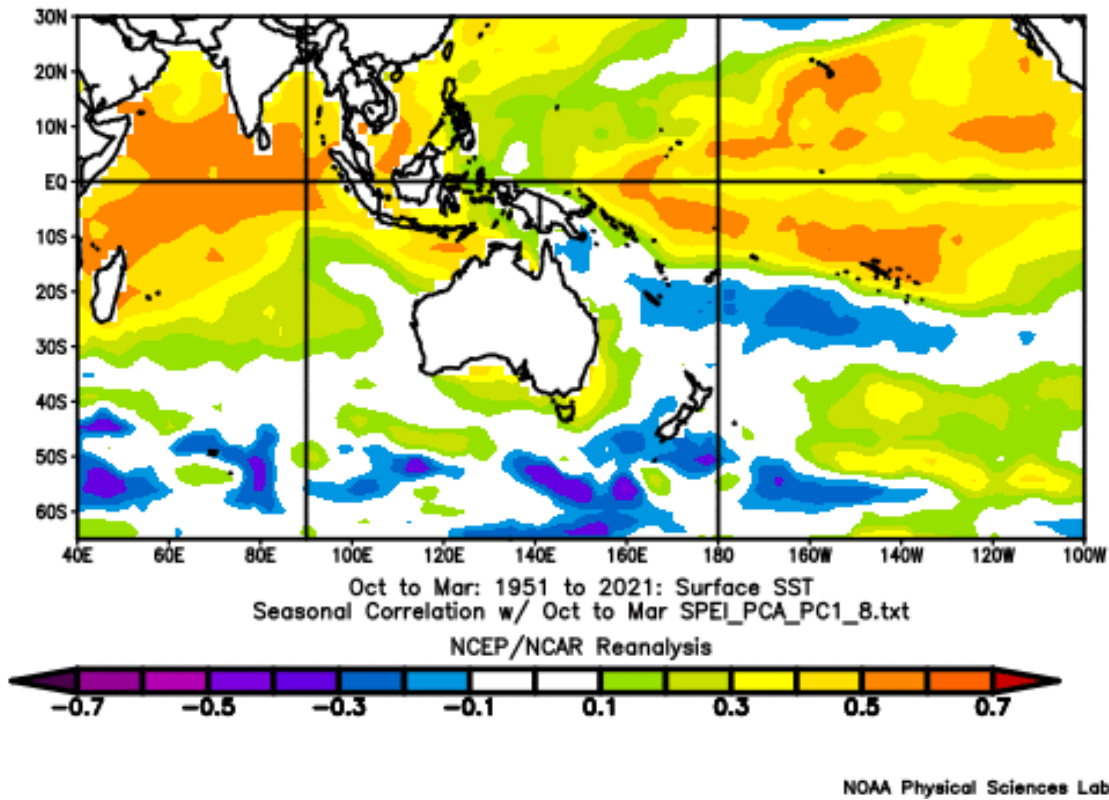 30N
20N
10N
EQ
10S
20S
30S
40S
50S
60S
40E 60E 80E 100E 120E 140E 160E 180 160W 140W 120W 100W
Oct to Mar: 1951 to 2021: Surface SST
Seasonal Correlation w/ Oct to Mar SPEI_PCA_PC1_8.txt
NCEP/NCAR Reanalysis
-0.7 -0.5 -0.3 -0.1 0.1 0.3 0.5 0.7
NOAA Physical Sciences Lab